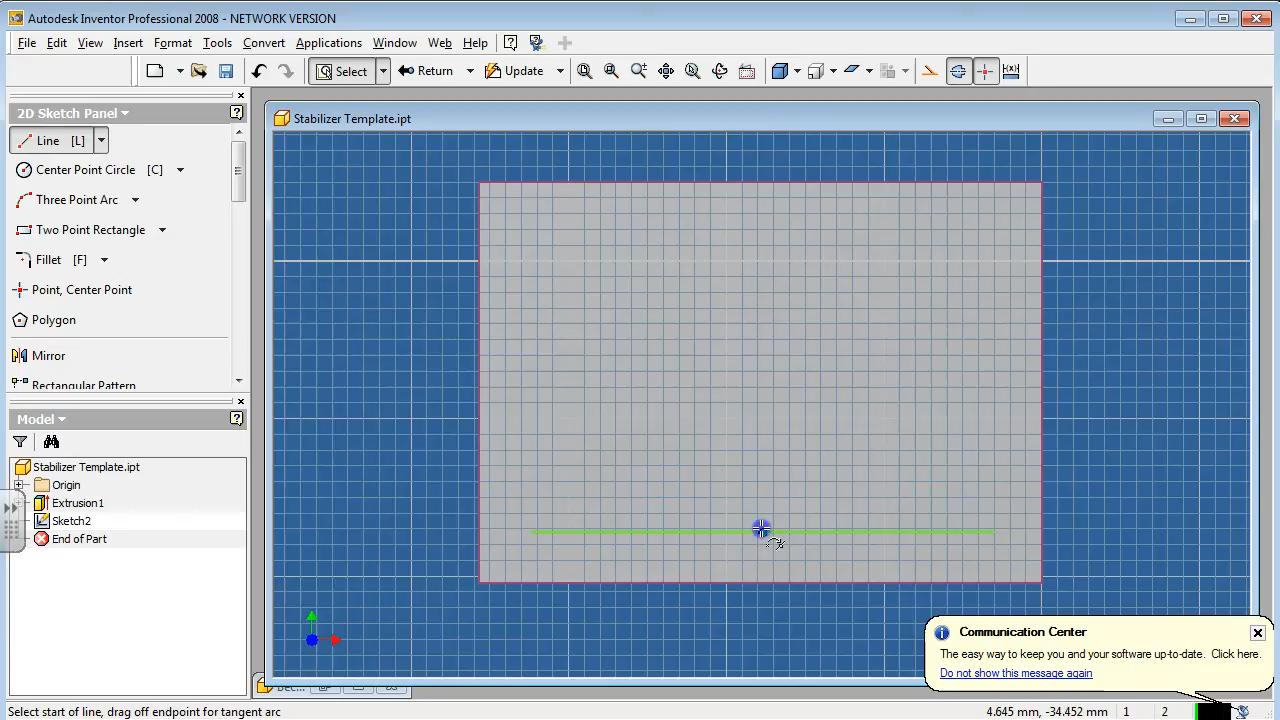 Autodesk Inventor Professional 2008 - NETWORK VERSION
File Edit View Insert Format Tools Convert Applications Window Web Help
Select Return Update
2D Sketch Panel
Stabilizer Template.ipt
Line [L]
Center Point Circle [C]
Three Point Arc
Two Point Rectangle
Fillet [F]
Point, Center Point
Polygon
Mirror
Rectangular Pattern
Model
Stabilizer Template.ipt
Origin
Extrusion1
Sketch2
End of Part
Communication Center
The easy way to keep you and your software up-to-date. Click here.
Do not show this message again
Select start of line, drag off endpoint for tangent arc
4.645 mm, -34.452 mm 1 2